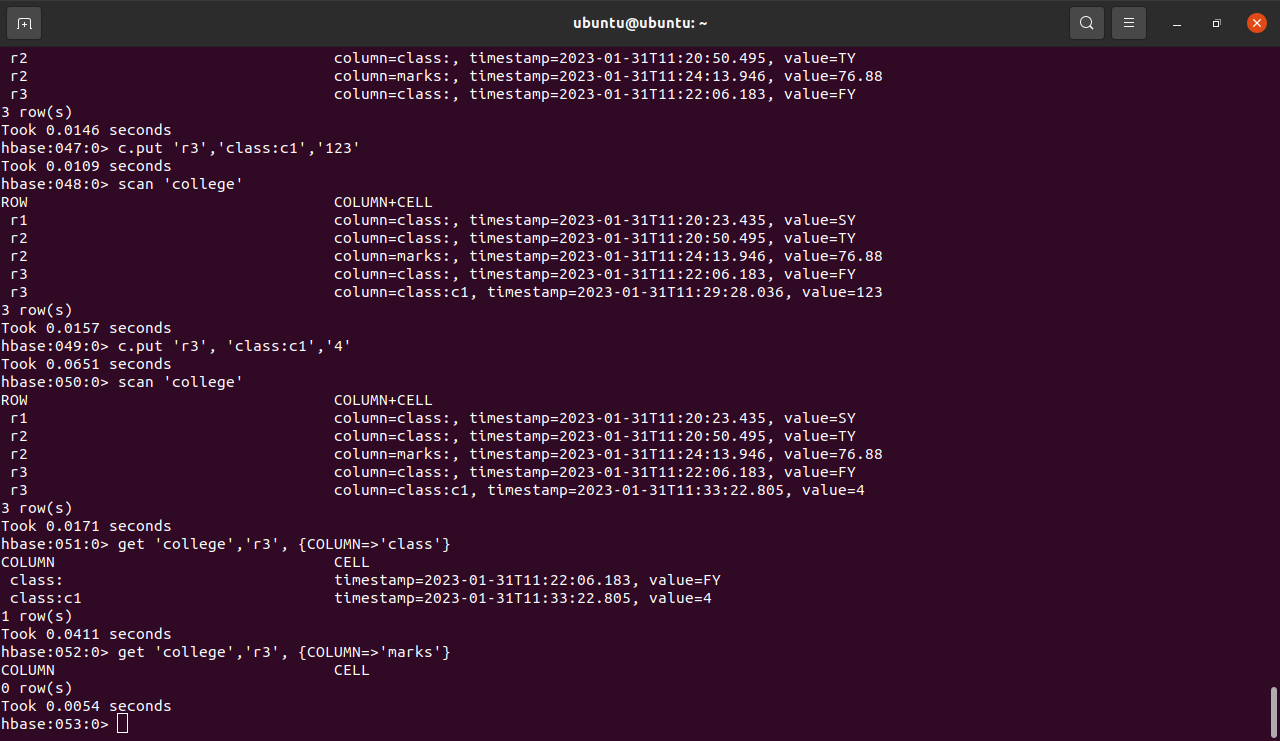 ubuntu@ubuntu: ~
 r2                                  column=class:, timestamp=2023-01-31T11:20:50.495, value=TY
 r2                                  column=marks:, timestamp=2023-01-31T11:24:13.946, value=76.88
 r3                                  column=class:, timestamp=2023-01-31T11:22:06.183, value=FY
3 row(s)
Took 0.0146 seconds
hbase:047:0> c.put 'r3','class:c1','123'
Took 0.0109 seconds
hbase:048:0> scan 'college'
ROW                                  COLUMN+CELL
 r1                                  column=class:, timestamp=2023-01-31T11:20:23.435, value=SY
 r2                                  column=class:, timestamp=2023-01-31T11:20:50.495, value=TY
 r2                                  column=marks:, timestamp=2023-01-31T11:24:13.946, value=76.88
 r3                                  column=class:, timestamp=2023-01-31T11:22:06.183, value=FY
 r3                                  column=class:c1, timestamp=2023-01-31T11:29:28.036, value=123
3 row(s)
Took 0.0157 seconds
hbase:049:0> c.put 'r3', 'class:c1','4'
Took 0.0651 seconds
hbase:050:0> scan 'college'
ROW                                  COLUMN+CELL
 r1                                  column=class:, timestamp=2023-01-31T11:20:23.435, value=SY
 r2                                  column=class:, timestamp=2023-01-31T11:20:50.495, value=TY
 r2                                  column=marks:, timestamp=2023-01-31T11:24:13.946, value=76.88
 r3                                  column=class:, timestamp=2023-01-31T11:22:06.183, value=FY
 r3                                  column=class:c1, timestamp=2023-01-31T11:33:22.805, value=4
3 row(s)
Took 0.0171 seconds
hbase:051:0> get 'college','r3', {COLUMN=>'class'}
COLUMN                               CELL
 class:                              timestamp=2023-01-31T11:22:06.183, value=FY
 class:c1                            timestamp=2023-01-31T11:33:22.805, value=4
1 row(s)
Took 0.0411 seconds
hbase:052:0> get 'college','r3', {COLUMN=>'marks'}
COLUMN                               CELL
0 row(s)
Took 0.0054 seconds
hbase:053:0>